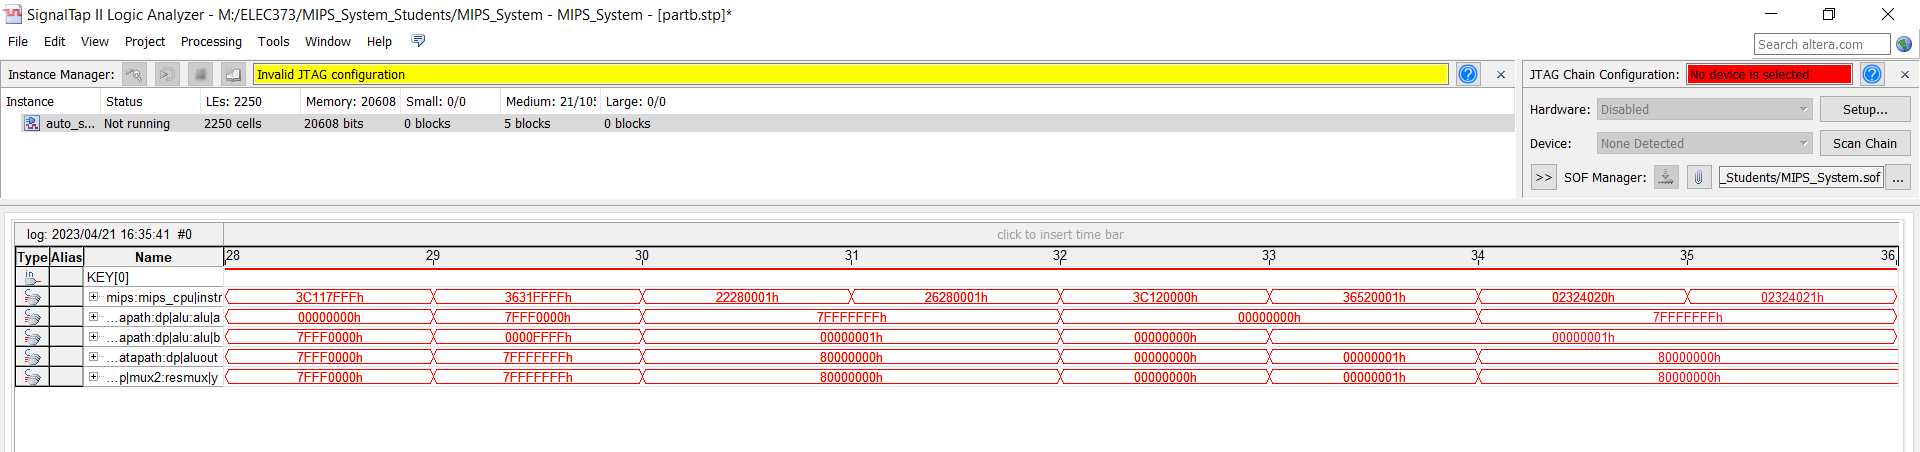 SignalTap II Logic Analyzer - M:/ELEC373/MIPS_System_Students/MIPS_System - MIPS_System - [partb.stp]*
File Edit View Project Processing Tools Window Help
Search altera.com
Instance Manager: Invalid JTAG configuration
JTAG Chain Configuration: No device is selected
Instance Status LEs: 2250 Memory: 20608 Small: 0/0 Medium: 21/105 Large: 0/0
auto_s... Not running 2250 cells 20608 bits 0 blocks 5 blocks 0 blocks
Hardware: Disabled Setup...
Device: None Detected Scan Chain
>> SOF Manager: _Students/MIPS_System.sof ...
log: 2023/04/21 16:35:41 #0 click to insert time bar
Type Alias Name 28 29 30 31 32 33 34 35 36
in KEY[0]
mips:mips_cpu|instr 3C117FFFh 3631FFFFh 22280001h 26280001h 3C120000h 36520001h 02324020h 02324021h
...apath:dp|alu:alu|a 00000000h 7FFF0000h 7FFFFFFFh 00000000h 7FFFFFFFh
...apath:dp|alu:alu|b 7FFF0000h 0000FFFFh 00000001h 00000000h 00000001h
...atapath:dp|aluout 7FFF0000h 7FFFFFFFh 80000000h 00000000h 00000001h 80000000h
...p|mux2:resmux|y 7FFF0000h 7FFFFFFFh 80000000h 00000000h 00000001h 80000000h